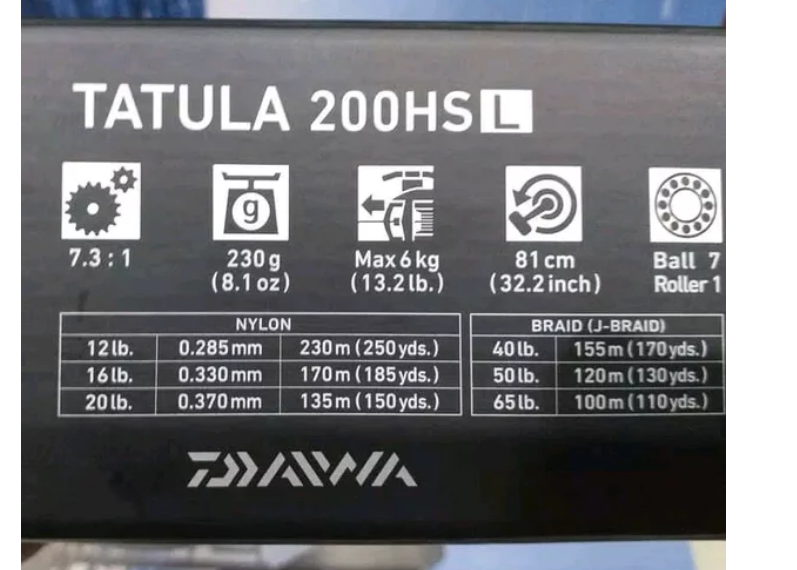 TATULA 200HS L
g
7.3 : 1 230g Max 6 kg 81 cm Ball 7
(8.1 oz) (13.2 lb.) (32.2 inch) Roller 1
NYLON BRAID (J-BRAID)
12 lb. 0.285 mm 230 m (250 yds.) 40 lb. 155 m (170 yds.)
16 lb. 0.330 mm 170 m (185 yds.) 50 lb. 120 m (130 yds.)
20 lb. 0.370 mm 135 m (150 yds.) 65 lb. 100 m (110 yds.)
DAIWA